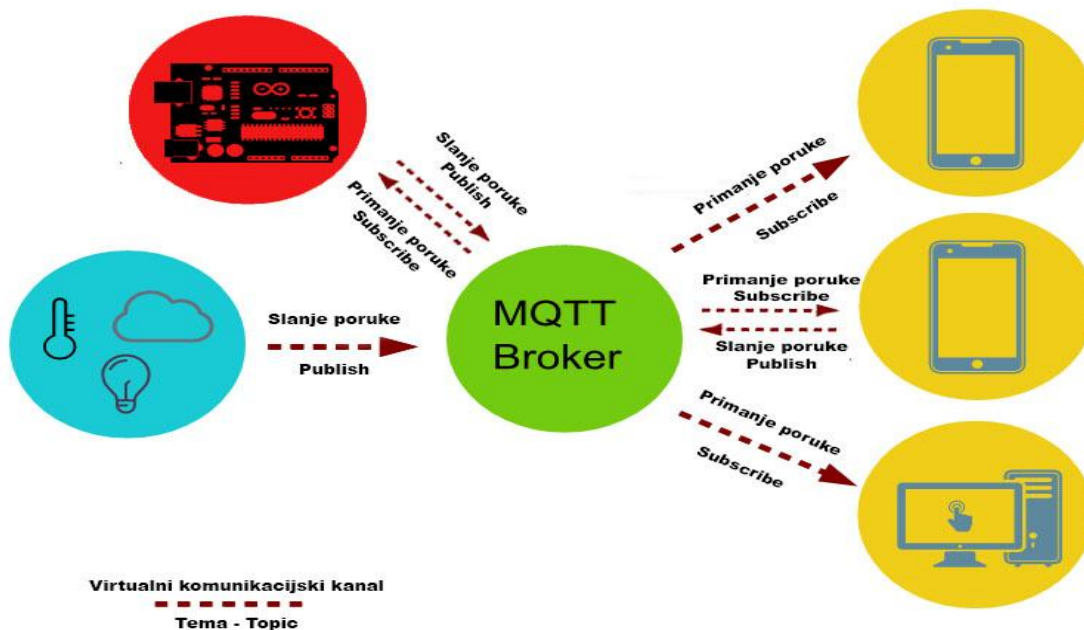 Slanje poruke
Publish
Primanje poruke
Subscribe
Primanje poruke
Subscribe
Slanje poruke
Publish
MQTT
Broker
Primanje poruke
Subscribe
Slanje poruke
Publish
Primanje poruke
Subscribe
Virtualni komunikacijski kanal
Tema - Topic